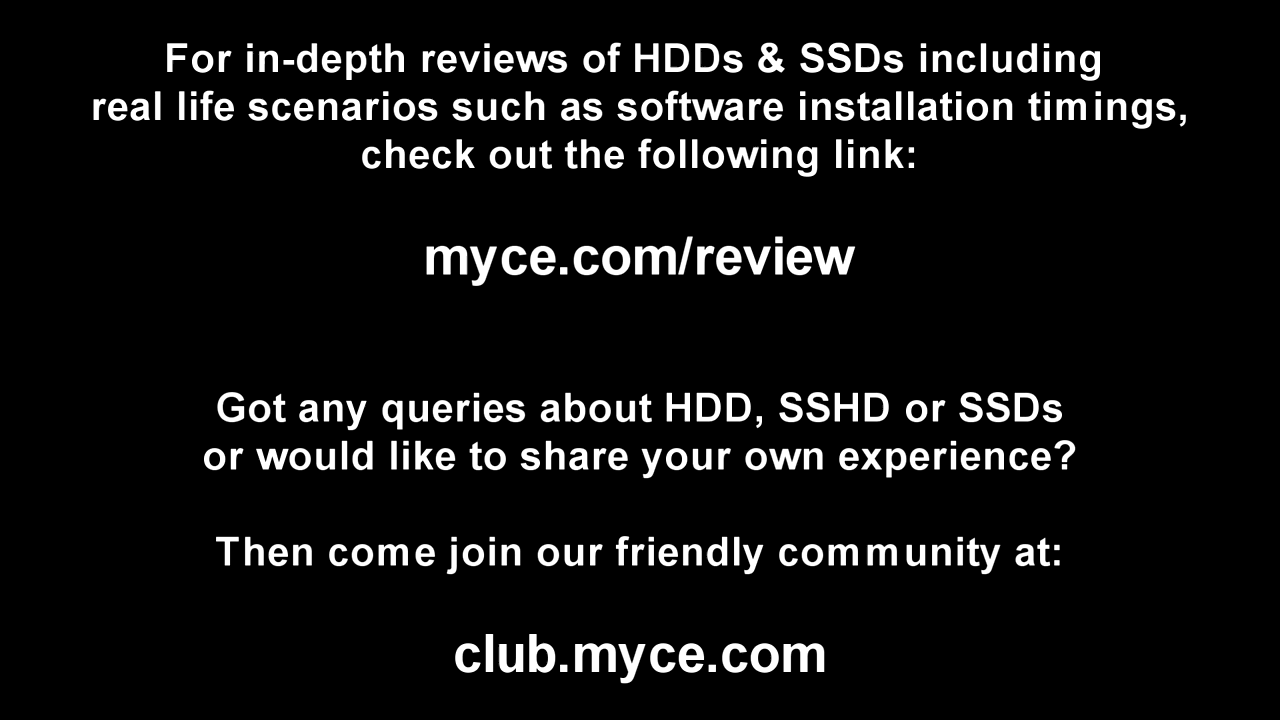 For in-depth reviews of HDDs & SSDs including
real life scenarios such as software installation timings,
check out the following link:
myce.com/review
Got any queries about HDD, SSHD or SSDs
or would like to share your own experience?
Then come join our friendly community at:
club.myce.com